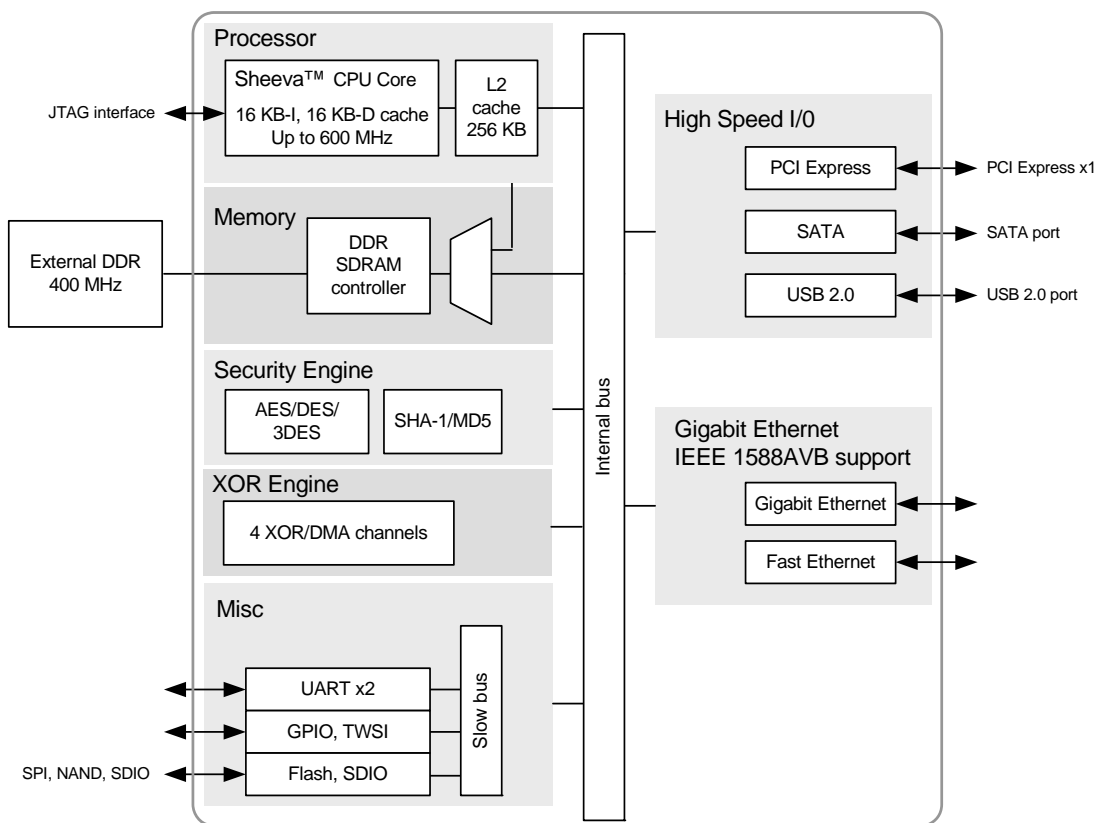 Processor
Sheeva™ CPU Core
16 KB-I, 16 KB-D cache
Up to 600 MHz
L2
cache
256 KB
JTAG interface
Memory
DDR
SDRAM
controller
External DDR
400 MHz
Security Engine
AES/DES/
3DES
SHA-1/MD5
XOR Engine
4 XOR/DMA channels
Misc
UART x2
GPIO, TWSI
Flash, SDIO
Slow bus
SPI, NAND, SDIO
Internal bus
High Speed I/0
PCI Express
PCI Express x1
SATA
SATA port
USB 2.0
USB 2.0 port
Gigabit Ethernet
IEEE 1588AVB support
Gigabit Ethernet
Fast Ethernet